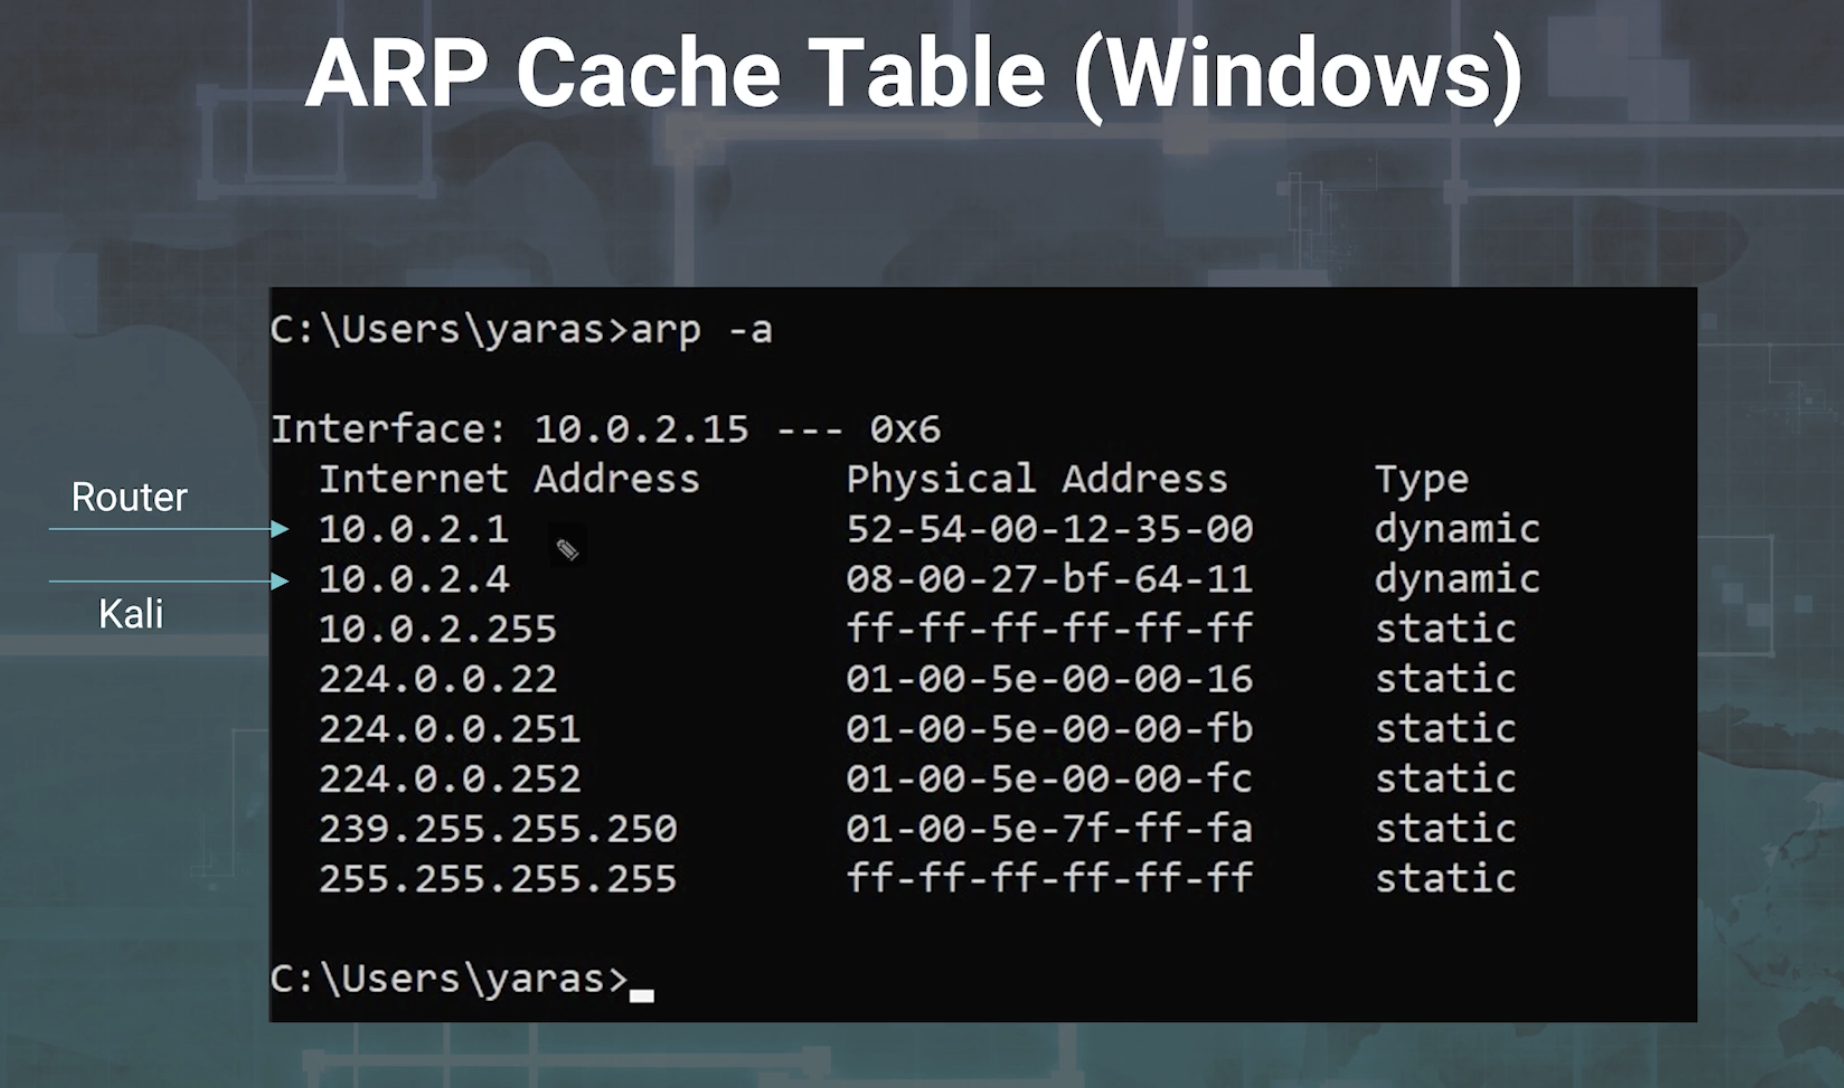 ARP Cache Table (Windows)
C:\Users\yaras>arp -a
Interface: 10.0.2.15 --- 0x6
Internet Address Physical Address Type
Router
10.0.2.1 52-54-00-12-35-00 dynamic
10.0.2.4 08-00-27-bf-64-11 dynamic
Kali
10.0.2.255 ff-ff-ff-ff-ff-ff static
224.0.0.22 01-00-5e-00-00-16 static
224.0.0.251 01-00-5e-00-00-fb static
224.0.0.252 01-00-5e-00-00-fc static
239.255.255.250 01-00-5e-7f-ff-fa static
255.255.255.255 ff-ff-ff-ff-ff-ff static
C:\Users\yaras>